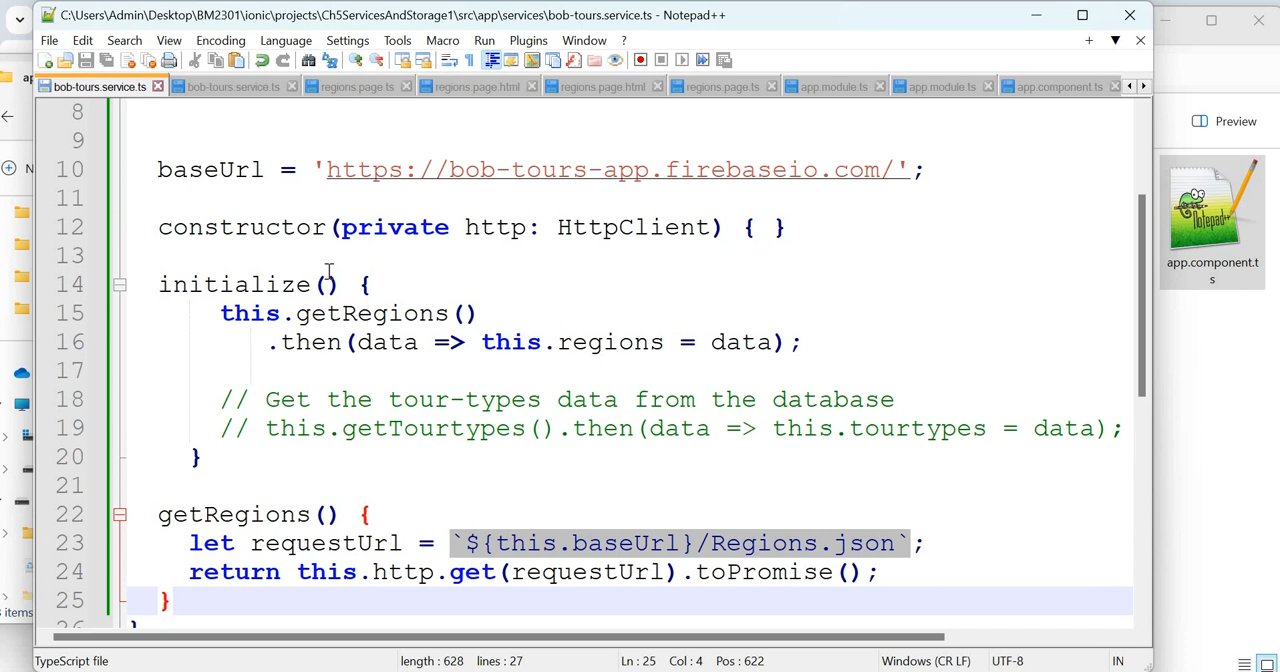 C:\Users\Admin\Desktop\BM2301\ionic\projects\Ch5ServicesAndStorage1\src\app\services\bob-tours.service.ts - Notepad++
File Edit Search View Encoding Language Settings Tools Macro Run Plugins Window ?
bob-tours.service.ts bob-tours.service.ts regions.page.ts regions.page.html regions.page.html regions.page.ts app.module.ts app.module.ts app.component.ts
8
9
10 baseUrl = 'https://bob-tours-app.firebaseio.com/';
11
12 constructor(private http: HttpClient) { }
13
14 initialize() {
15 this.getRegions()
16 .then(data => this.regions = data);
17
18 // Get the tour-types data from the database
19 // this.getTourtypes().then(data => this.tourtypes = data);
20 }
21
22 getRegions() {
23 let requestUrl = `${this.baseUrl}/Regions.json`;
24 return this.http.get(requestUrl).toPromise();
25 }
26 }
TypeScript file length : 628 lines : 27 Ln : 25 Col : 4 Pos : 622 Windows (CR LF) UTF-8 IN
Preview
Notepad++
app.component.t
s
ap
N
items